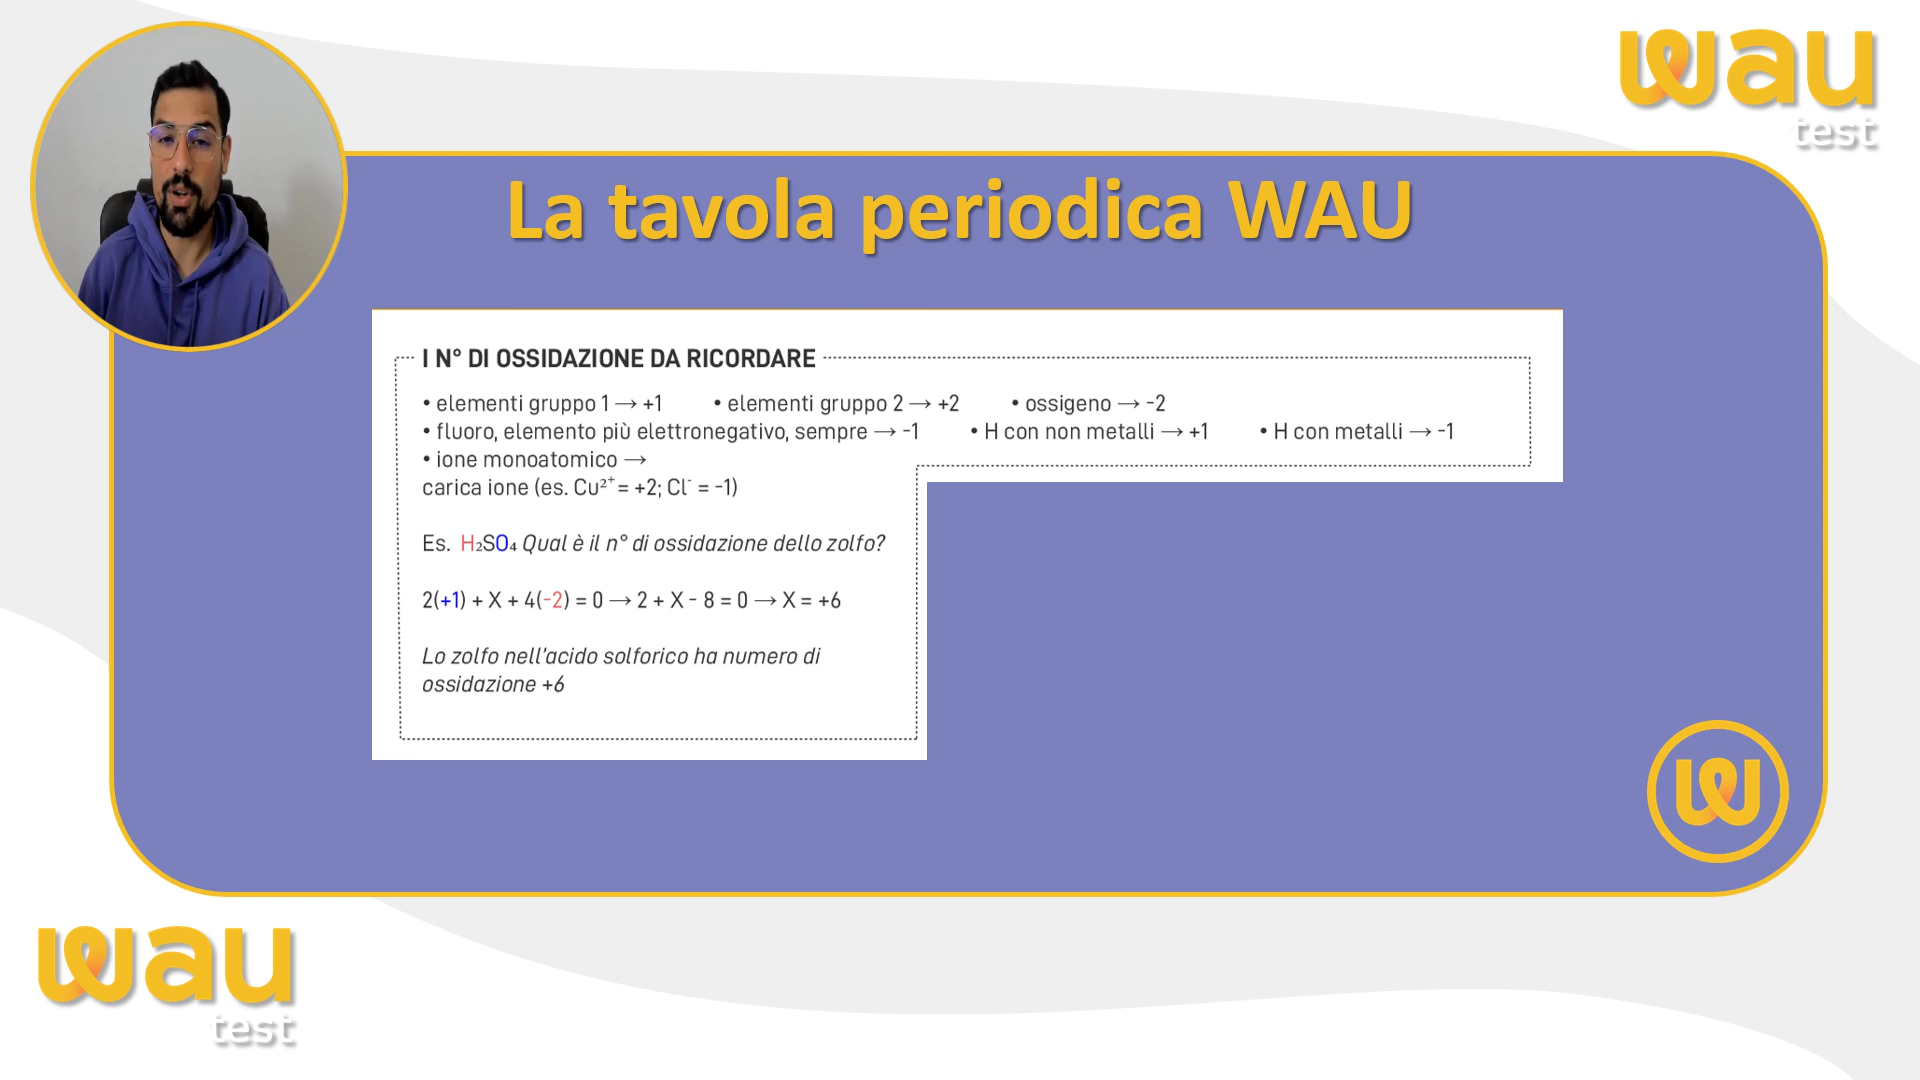 wau
test
La tavola periodica WAU
I N° DI OSSIDAZIONE DA RICORDARE
• elementi gruppo 1 → +1 • elementi gruppo 2 → +2 • ossigeno → -2
• fluoro, elemento più elettronegativo, sempre → -1 • H con non metalli → +1 • H con metalli → -1
• ione monoatomico →
carica ione (es. Cu²⁺ = +2; Cl⁻ = -1)
Es. H₂SO₄ Qual è il n° di ossidazione dello zolfo?
2(+1) + X + 4(-2) = 0 → 2 + X - 8 = 0 → X = +6
Lo zolfo nell'acido solforico ha numero di
ossidazione +6
w
wau
test